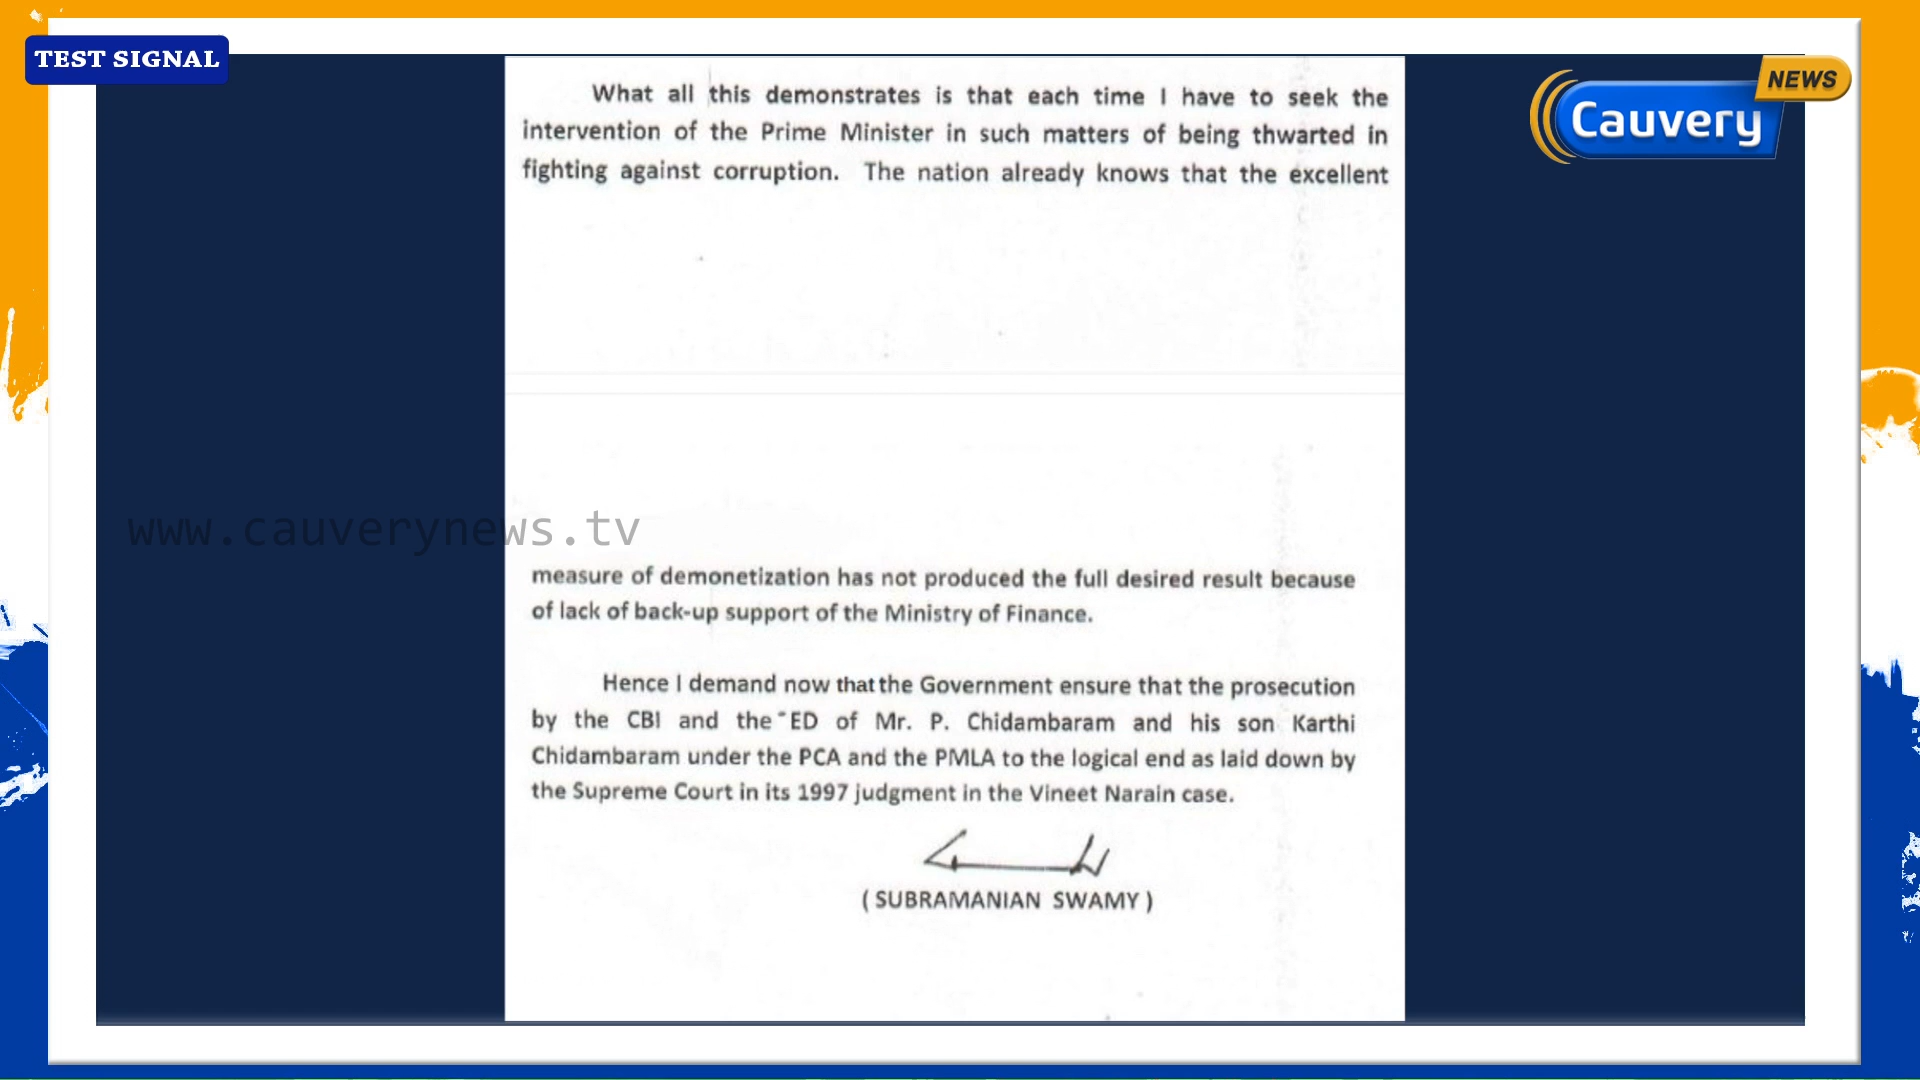 TEST SIGNAL
Cauvery NEWS
What all this demonstrates is that each time I have to seek the
intervention of the Prime Minister in such matters of being thwarted in
fighting against corruption. The nation already knows that the excellent
www.cauverynews.tv
measure of demonetization has not produced the full desired result because
of lack of back-up support of the Ministry of Finance.
Hence I demand now that the Government ensure that the prosecution
by the CBI and the ED of Mr. P. Chidambaram and his son Karthi
Chidambaram under the PCA and the PMLA to the logical end as laid down by
the Supreme Court in its 1997 judgment in the Vineet Narain case.
( SUBRAMANIAN SWAMY )